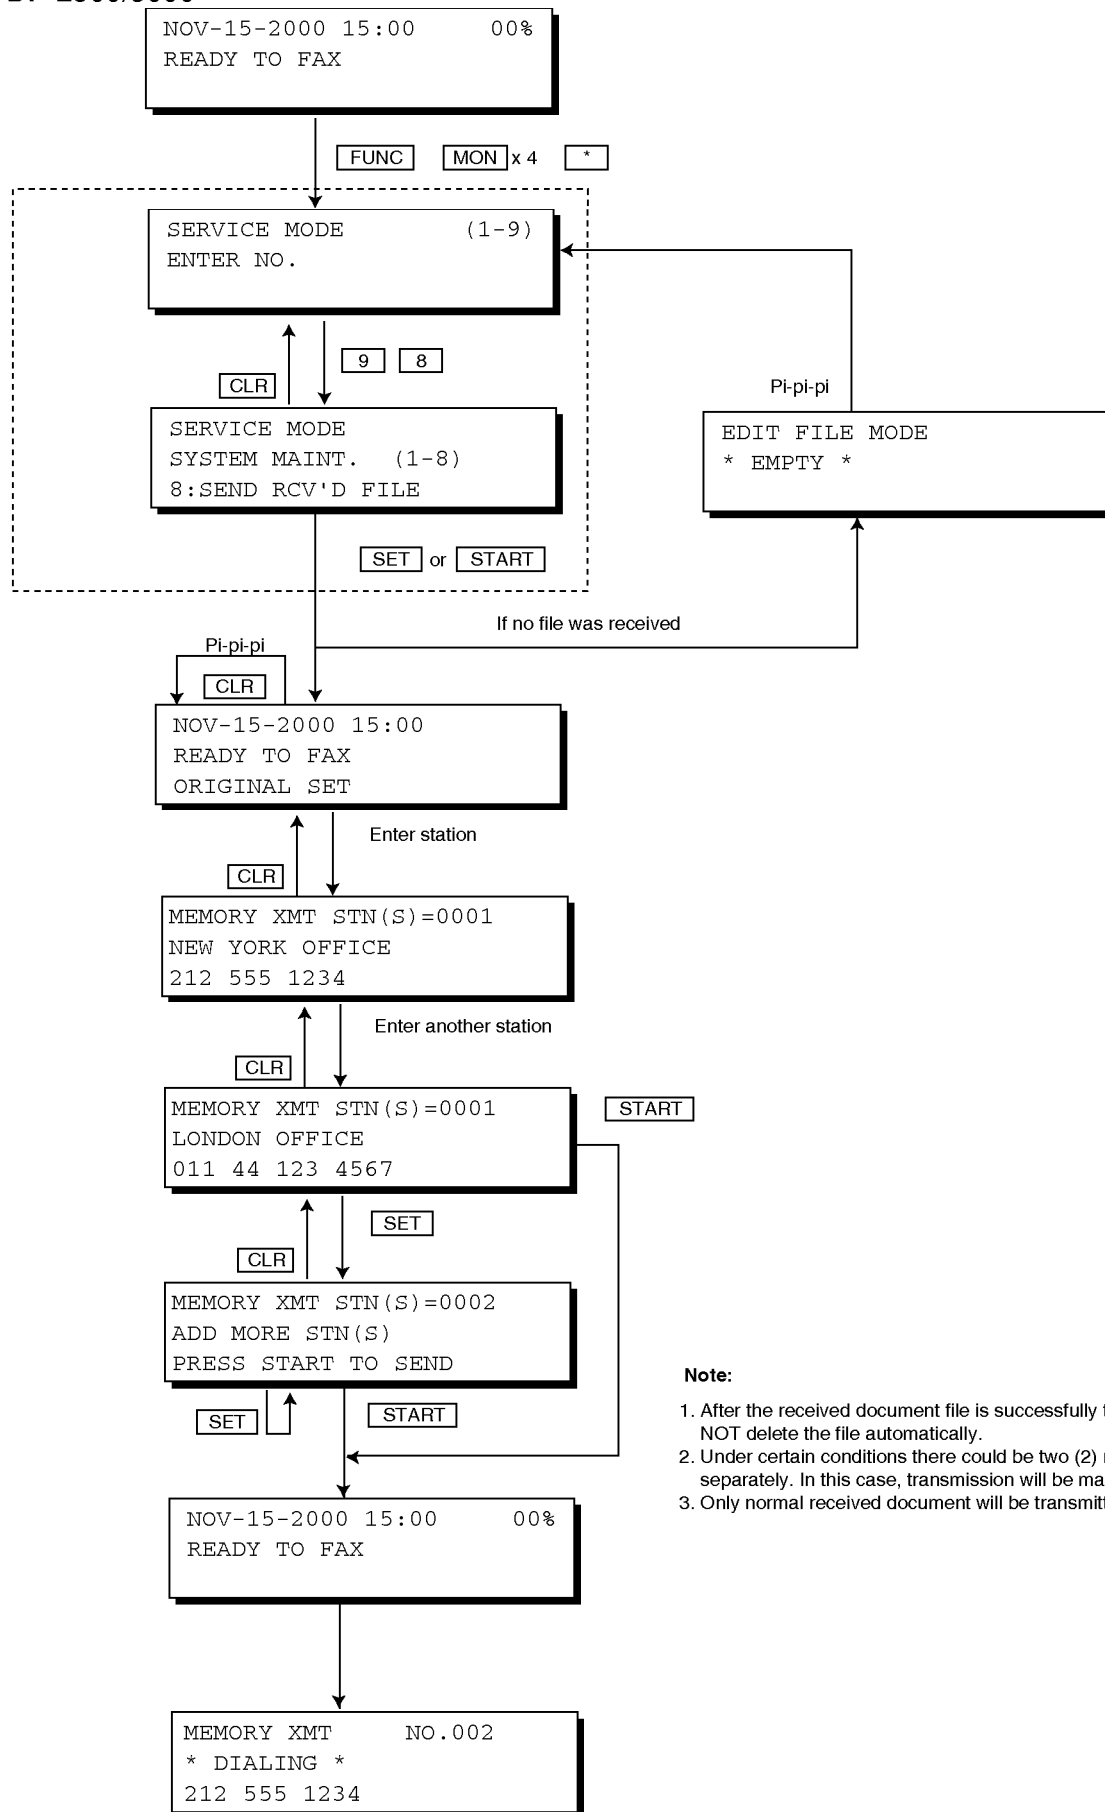 NOV-15-2000 15:00 00%
READY TO FAX
FUNC MON x 4 *
SERVICE MODE (1-9)
ENTER NO.
9 8
CLR
SERVICE MODE
SYSTEM MAINT. (1-8)
8:SEND RCV'D FILE
SET or START
Pi-pi-pi
EDIT FILE MODE
* EMPTY *
If no file was received
Pi-pi-pi
CLR
NOV-15-2000 15:00
READY TO FAX
ORIGINAL SET
Enter station
CLR
MEMORY XMT STN(S)=0001
NEW YORK OFFICE
212 555 1234
Enter another station
CLR
MEMORY XMT STN(S)=0001
LONDON OFFICE
011 44 123 4567
START
SET
CLR
MEMORY XMT STN(S)=0002
ADD MORE STN(S)
PRESS START TO SEND
SET
START
Note:
1. After the received document file is successfully
NOT delete the file automatically.
2. Under certain conditions there could be two (2)
separately. In this case, transmission will be
3. Only normal received document will be
NOV-15-2000 15:00 00%
READY TO FAX
MEMORY XMT NO.002
* DIALING *
212 555 1234